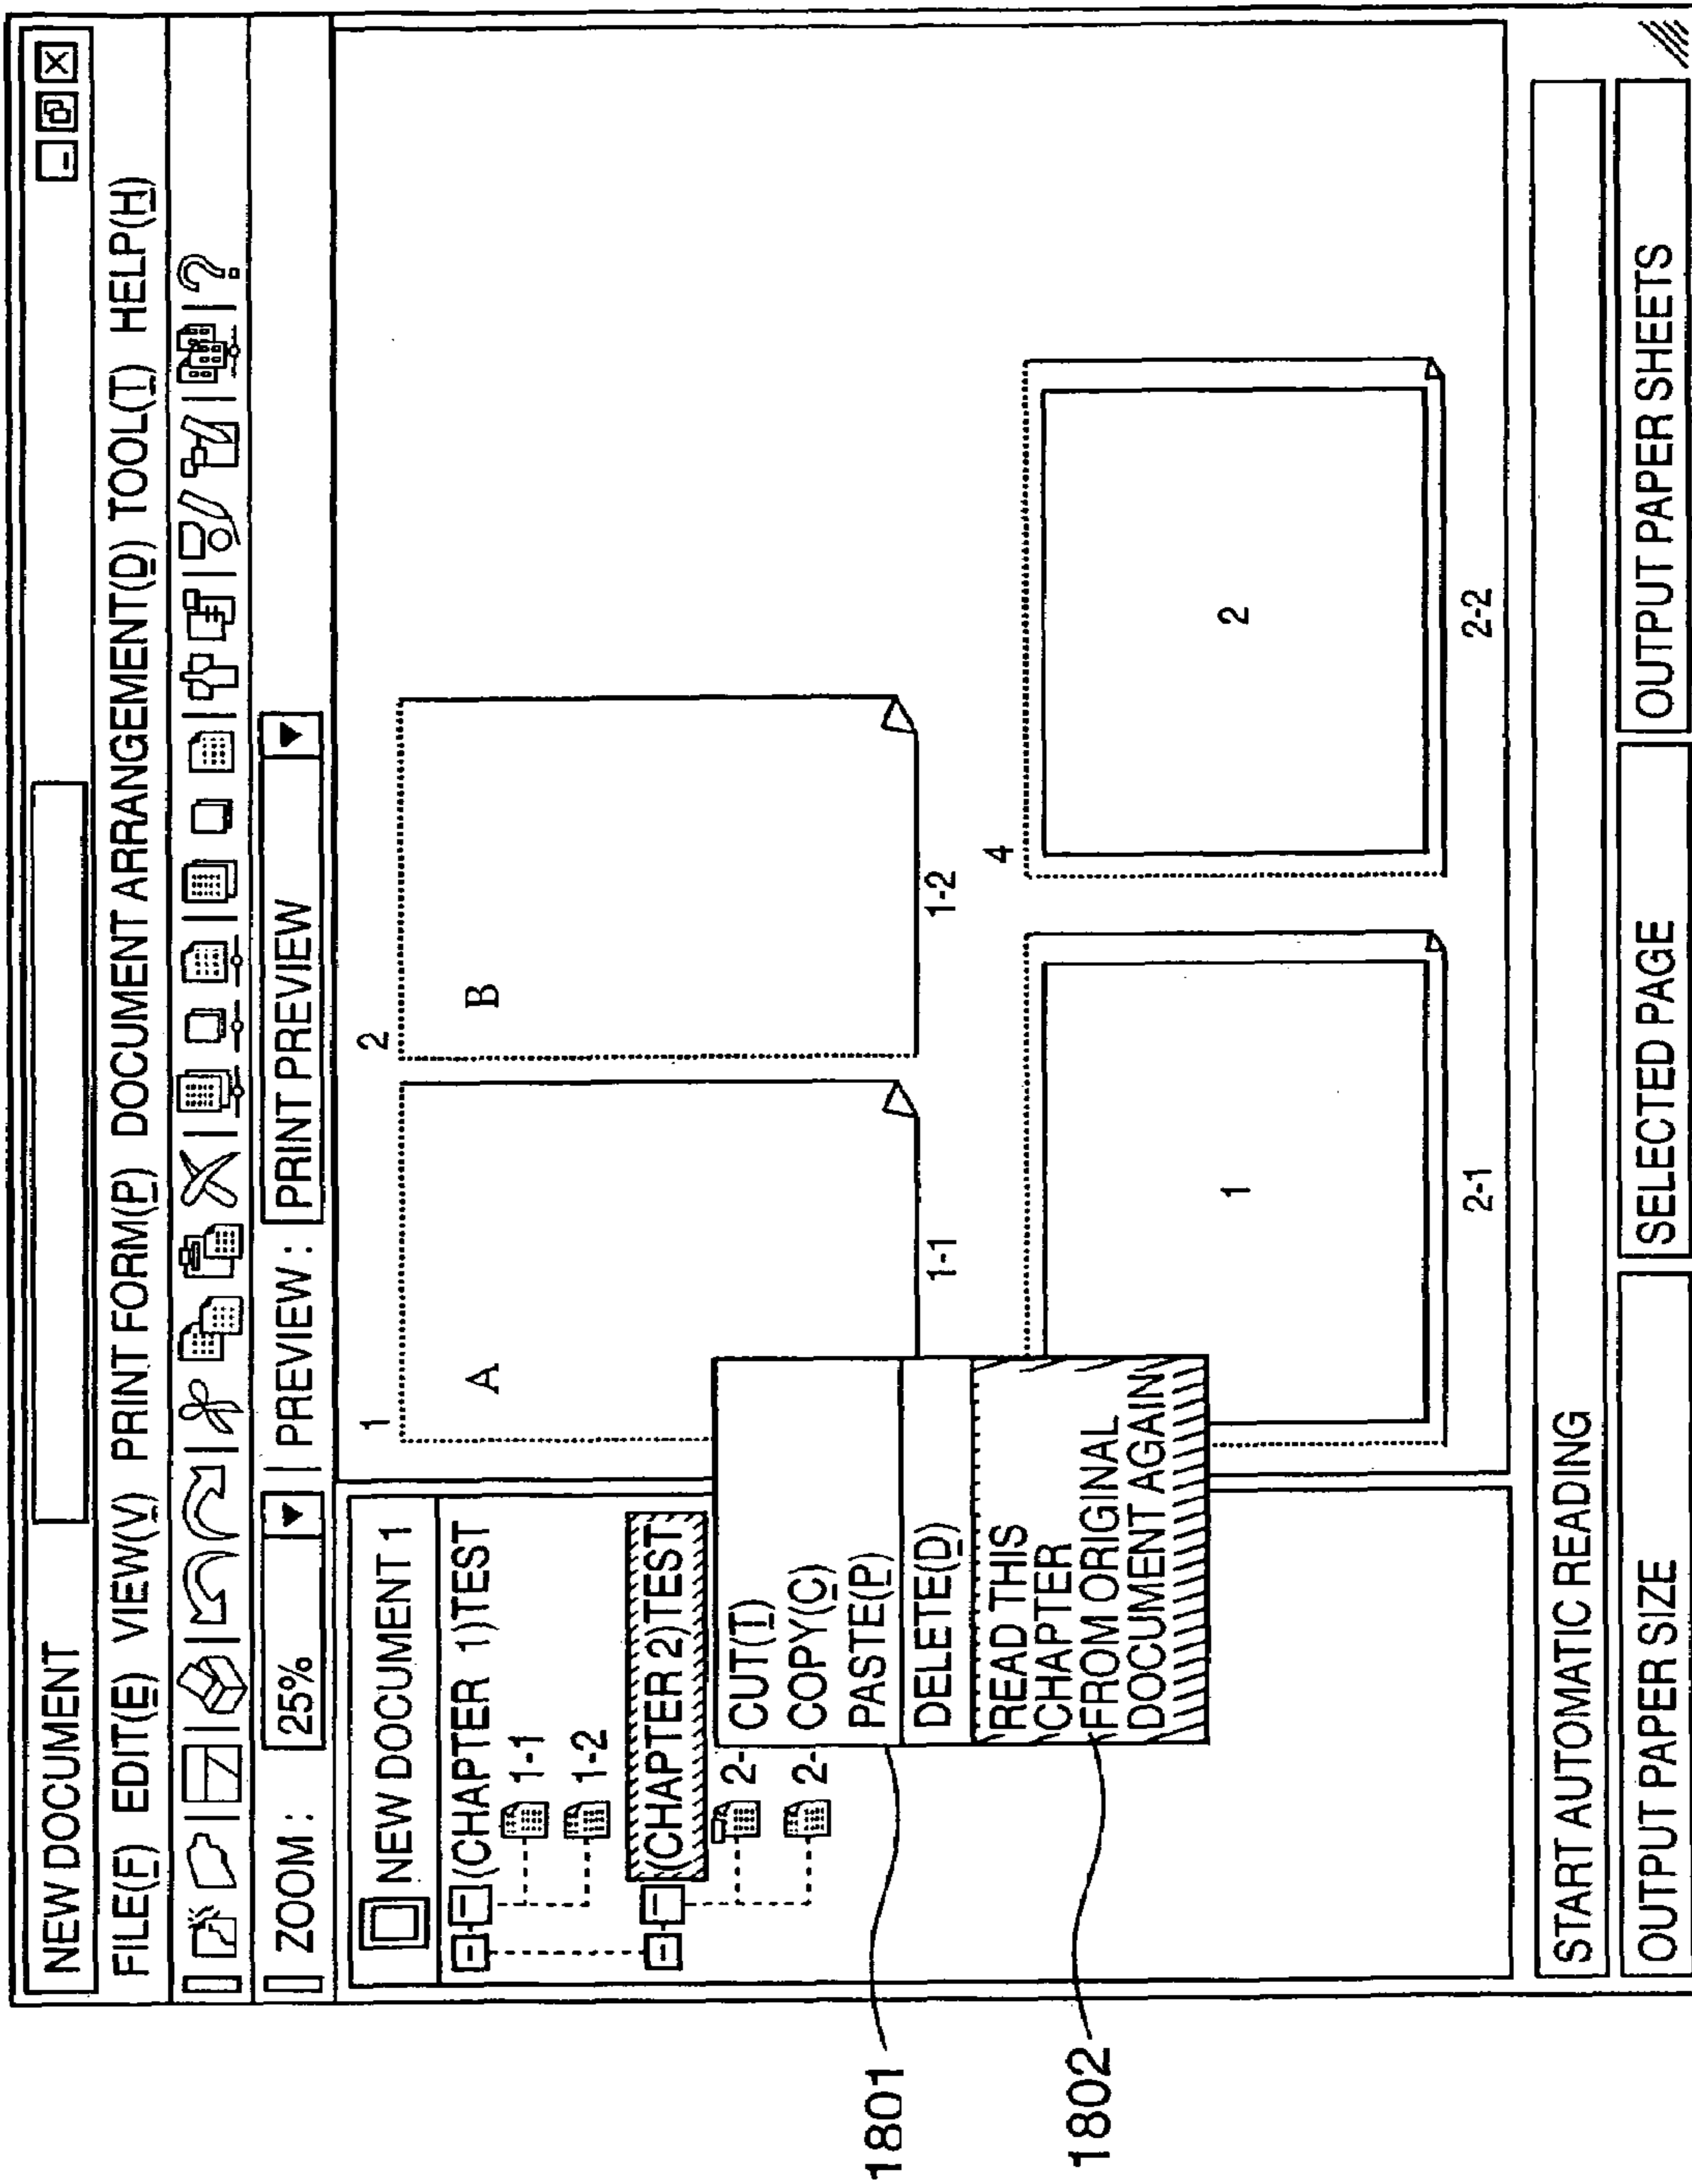 NEW DOCUMENT
FILE(F) EDIT(E) VIEW(V) PRINT FORM(P) DOCUMENT ARRANGEMENT(D) TOOL(T) HELP(H)
ZOOM : 25% PREVIEW : PRINT PREVIEW
NEW DOCUMENT 1
(CHAPTER 1)TEST
1-1
1-2
(CHAPTER 2)TEST
2-
2-
CUT(T)
COPY(C)
PASTE(P)
DELETE(D)
READ THIS
CHAPTER
FROM ORIGINAL
DOCUMENT AGAIN
1801
1802
1
A
1-1
2
B
1-2
1
2-1
4
2
2-2
START AUTOMATIC READING
OUTPUT PAPER SIZE
SELECTED PAGE
OUTPUT PAPER SHEETS